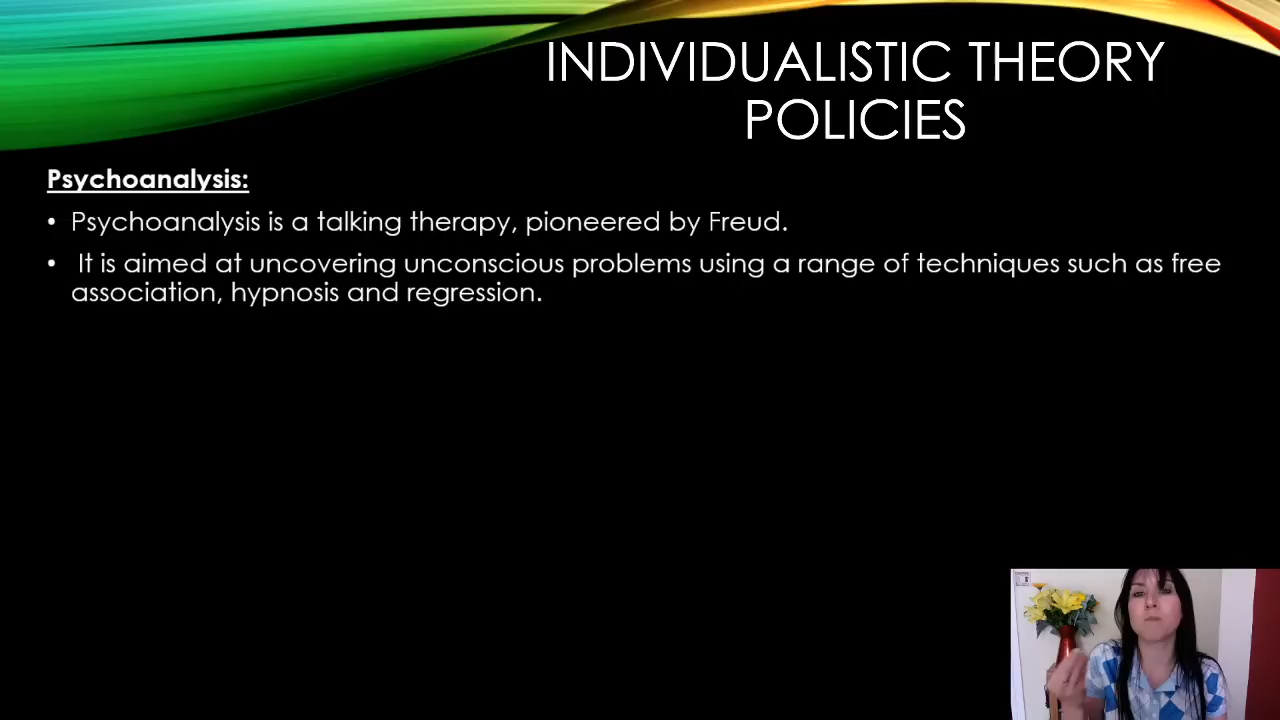 INDIVIDUALISTIC THEORY
POLICIES
Psychoanalysis:
• Psychoanalysis is a talking therapy, pioneered by Freud.
• It is aimed at uncovering unconscious problems using a range of techniques such as free
association, hypnosis and regression.